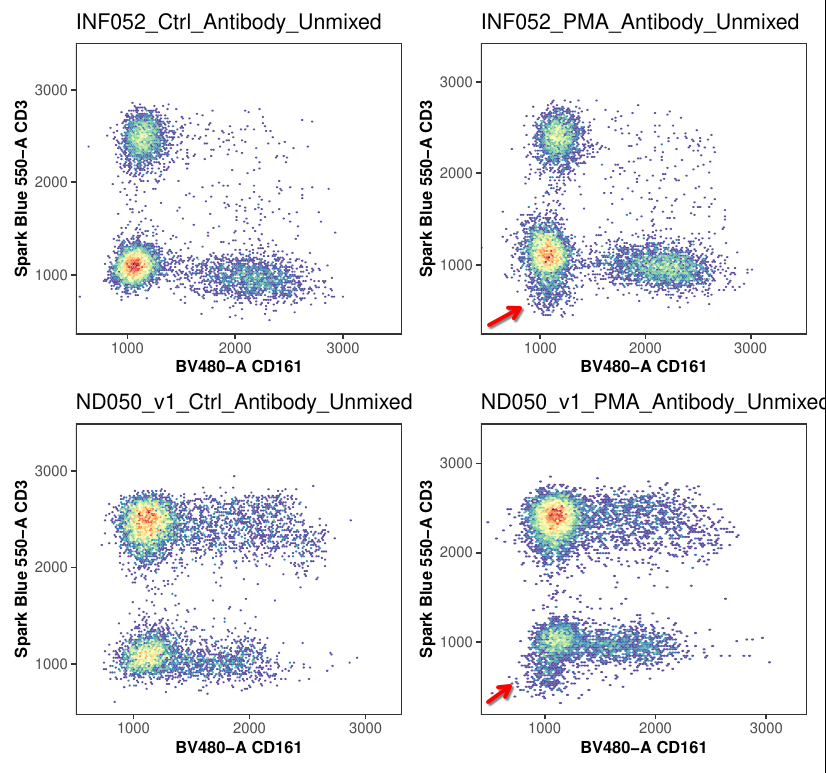 INF052_Ctrl_Antibody_Unmixed
INF052_PMA_Antibody_Unmixed
Spark Blue 550−A CD3
3000
2000
1000
1000 2000 3000
BV480−A CD161
Spark Blue 550−A CD3
3000
2000
1000
1000 2000 3000
BV480−A CD161
ND050_v1_Ctrl_Antibody_Unmixed
ND050_v1_PMA_Antibody_Unmixed
Spark Blue 550−A CD3
3000
2000
1000
1000 2000 3000
BV480−A CD161
Spark Blue 550−A CD3
3000
2000
1000
1000 2000 3000
BV480−A CD161